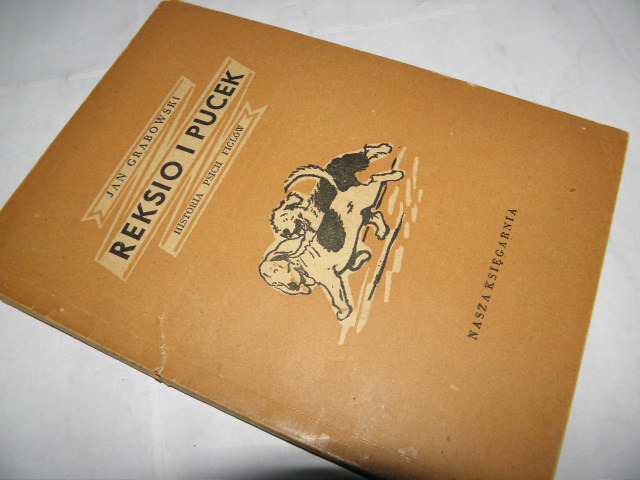 JAN GRABOWSKI
REKSIO I PUCEK
HISTORIA PSICH FIGLÓW
NASZA KSIĘGARNIA